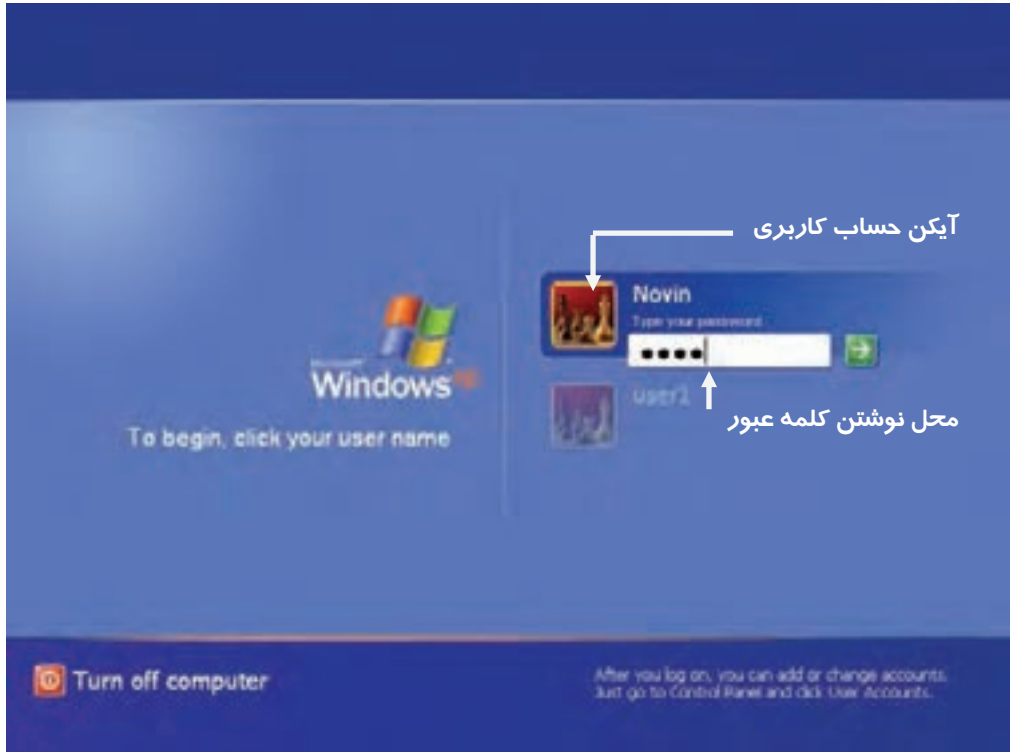 آیکن حساب کاربری
Novin
Type your password
user1
محل نوشتن کلمه عبور
Microsoft
Windows xp
To begin, click your user name
Turn off computer
After you log on, you can add or change accounts.
Just go to Control Panel and click User Accounts.